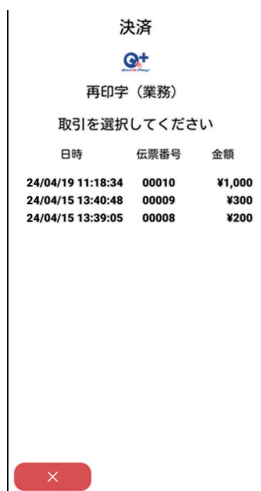 決済
再印字（業務）
取引を選択してください
日時 伝票番号 金額
24/04/19 11:18:34 00010 ¥1,000
24/04/15 13:40:48 00009 ¥300
24/04/15 13:39:05 00008 ¥200
×